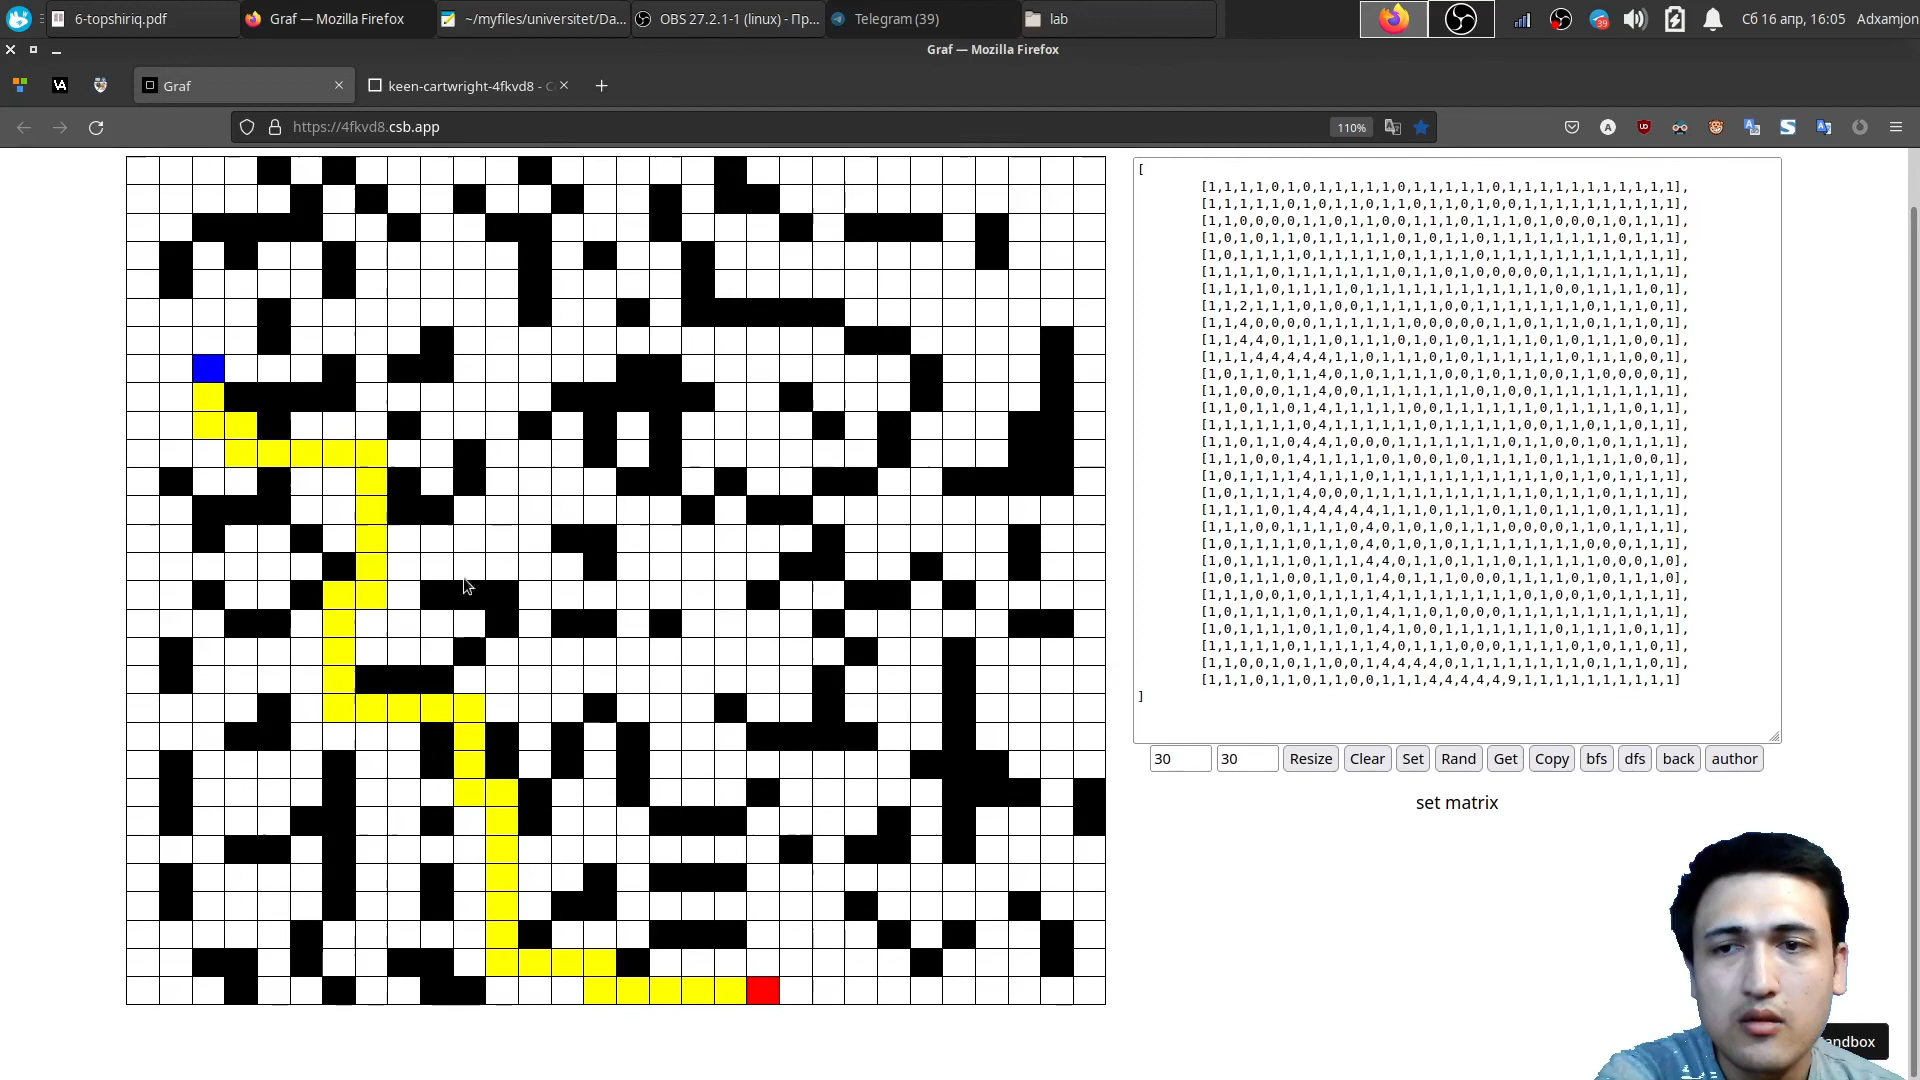 6-topshiriq.pdf
Graf — Mozilla Firefox
~/myfiles/universitet/Da...
OBS 27.2.1-1 (linux) - Пр...
Telegram (39)
lab
39
Сб 16 апр, 16:05
Adxamjon
Graf — Mozilla Firefox
Graf
keen-cartwright-4fkvd8 - C
https://4fkvd8.csb.app
110%
[
[1,1,1,1,0,1,0,1,1,1,1,1,0,1,1,1,1,1,0,1,1,1,1,1,1,1,1,1,1,1],
[1,1,1,1,1,0,1,0,1,1,0,1,1,0,1,1,0,1,0,0,1,1,1,1,1,1,1,1,1,1],
[1,1,0,0,0,0,1,1,0,1,1,0,0,1,1,1,0,1,1,1,0,1,0,0,0,1,0,1,1,1],
[1,0,1,0,1,1,0,1,1,1,1,1,0,1,0,1,1,0,1,1,1,1,1,1,1,1,0,1,1,1],
[1,0,1,1,1,1,0,1,1,1,1,1,0,1,1,1,1,0,1,1,1,1,1,1,1,1,1,1,1,1],
[1,1,1,1,0,1,1,1,1,1,1,1,0,1,1,0,1,0,0,0,0,0,1,1,1,1,1,1,1,1],
[1,1,1,1,0,1,1,1,1,0,1,1,1,1,1,1,1,1,1,1,1,1,0,0,1,1,1,1,0,1],
[1,1,2,1,1,1,0,1,0,0,1,1,1,1,1,0,0,1,1,1,1,1,1,1,0,1,1,1,0,1],
[1,1,4,0,0,0,0,1,1,1,1,1,1,0,0,0,0,0,1,1,0,1,1,1,0,1,1,1,0,1],
[1,1,4,4,0,1,1,1,0,1,1,1,0,1,0,1,0,1,1,1,1,0,1,0,1,1,1,0,0,1],
[1,1,1,4,4,4,4,4,1,1,0,1,1,1,0,1,0,1,1,1,1,1,1,0,1,1,1,0,0,1],
[1,0,1,1,0,1,1,4,0,1,0,1,1,1,1,0,0,1,0,1,1,0,0,1,1,0,0,0,0,1],
[1,1,0,0,0,1,1,4,0,0,1,1,1,1,1,1,1,0,1,0,0,1,1,1,1,1,1,1,1,1],
[1,1,0,1,1,0,1,4,1,1,1,1,1,0,0,1,1,1,1,1,1,0,1,1,1,1,1,0,1,1],
[1,1,1,1,1,1,0,4,1,1,1,1,1,1,0,1,1,1,1,1,0,0,1,1,0,1,1,0,1,1],
[1,1,0,1,1,0,4,4,1,0,0,0,1,1,1,1,1,1,1,0,1,1,0,0,1,0,1,1,1,1],
[1,1,1,0,0,1,4,1,1,1,1,0,1,0,0,1,0,1,1,1,1,0,1,1,1,1,1,0,0,1],
[1,0,1,1,1,1,4,1,1,1,0,1,1,1,1,1,1,1,1,1,1,1,0,1,1,0,1,1,1,1],
[1,0,1,1,1,1,4,0,0,0,1,1,1,1,1,1,1,1,1,1,1,0,1,1,1,0,1,1,1,1],
[1,1,1,1,0,1,4,4,4,4,4,1,1,1,0,1,1,1,0,1,1,0,1,1,1,0,1,1,1,1],
[1,1,1,0,0,1,1,1,1,0,4,0,1,0,1,0,1,1,1,0,0,0,0,1,1,0,1,1,1,1],
[1,0,1,1,1,1,0,1,1,0,4,0,1,0,1,0,1,1,1,1,1,1,1,1,0,0,0,1,1,1],
[1,0,1,1,1,1,0,1,1,1,4,4,0,1,1,0,1,1,1,0,1,1,1,1,1,0,0,0,1,0],
[1,0,1,1,1,0,0,1,1,0,1,4,0,1,1,1,0,0,0,1,1,1,1,0,1,0,1,1,1,0],
[1,1,1,0,0,1,0,1,1,1,1,4,1,1,1,1,1,1,1,1,0,1,0,0,1,0,1,1,1,1],
[1,0,1,1,1,1,0,1,1,0,1,4,1,1,0,1,0,0,0,1,1,1,1,1,1,1,1,1,1,1],
[1,0,1,1,1,1,0,1,1,0,1,4,1,0,0,1,1,1,1,1,1,1,0,1,1,1,1,0,1,1],
[1,1,1,1,1,0,1,1,1,1,1,4,0,1,1,1,0,0,0,1,1,1,1,0,1,0,1,1,0,1],
[1,1,0,0,1,0,1,1,0,0,1,4,4,4,4,0,1,1,1,1,1,1,1,1,0,1,1,1,0,1],
[1,1,1,0,1,1,0,1,1,0,0,1,1,1,4,4,4,4,4,9,1,1,1,1,1,1,1,1,1,1]
]
30
30
Resize
Clear
Set
Rand
Get
Copy
bfs
dfs
back
author
set matrix
andbox